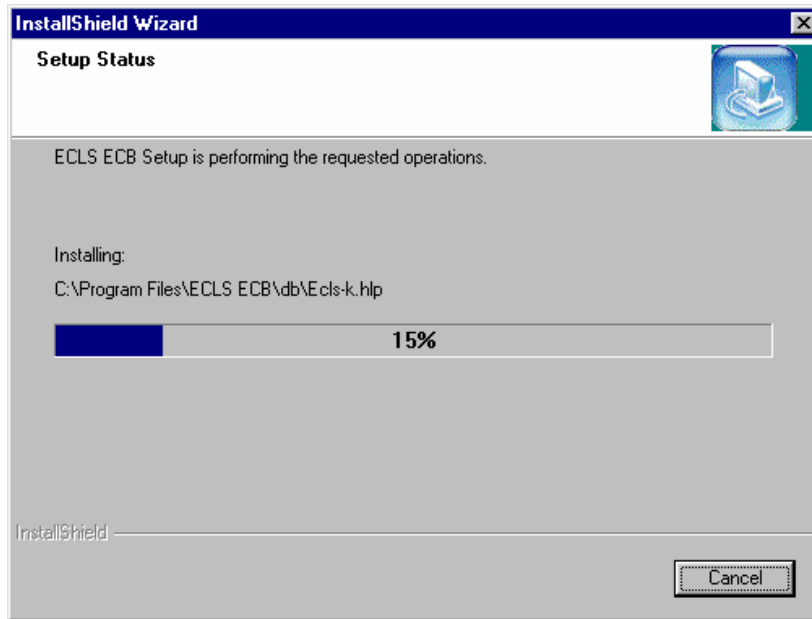 InstallShield Wizard
Setup Status
ECLS ECB Setup is performing the requested operations.
Installing:
C:\Program Files\ECLS ECB\db\Ecls-k.hlp
15%
InstallShield
Cancel